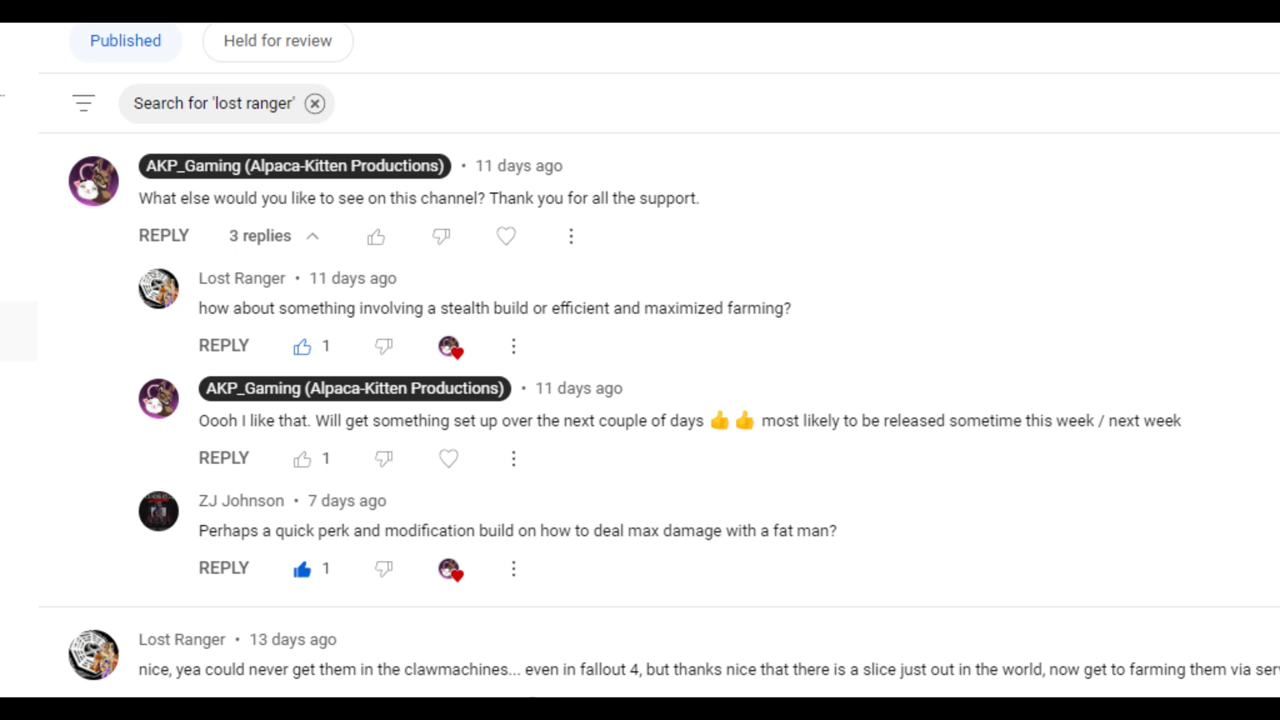 Published
Held for review
Search for 'lost ranger'
AKP_Gaming (Alpaca-Kitten Productions) • 11 days ago
What else would you like to see on this channel? Thank you for all the support.
REPLY 3 replies
Lost Ranger • 11 days ago
how about something involving a stealth build or efficient and maximized farming?
REPLY 1
AKP_Gaming (Alpaca-Kitten Productions) • 11 days ago
Oooh I like that. Will get something set up over the next couple of days 👍 👍 most likely to be released sometime this week / next week
REPLY 1
ZJ Johnson • 7 days ago
Perhaps a quick perk and modification build on how to deal max damage with a fat man?
REPLY 1
Lost Ranger • 13 days ago
nice, yea could never get them in the clawmachines... even in fallout 4, but thanks nice that there is a slice just out in the world, now get to farming them via